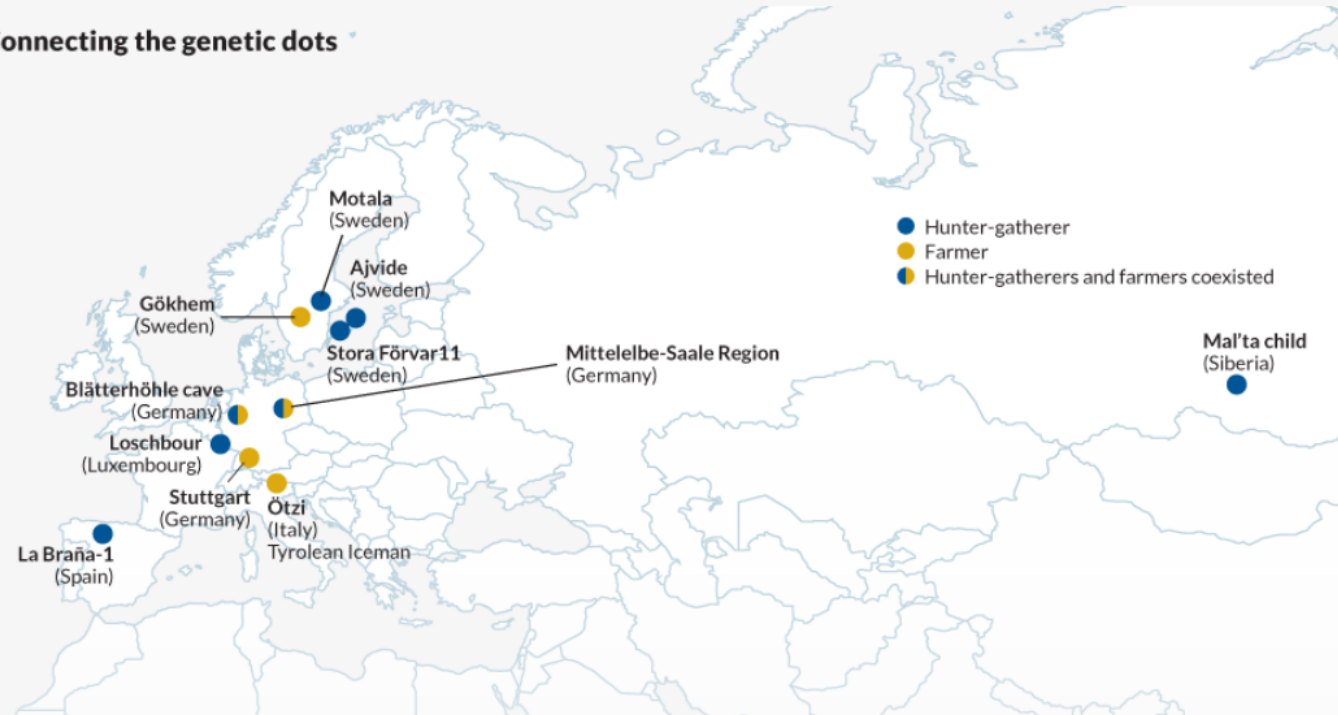 onnecting the genetic dots
Motala
(Sweden)
Ajvide
(Sweden)
Gökhem
(Sweden)
Stora Förvar11
(Sweden)
Mittelelbe-Saale Region
(Germany)
Blätterhöhle cave
(Germany)
Loschbour
(Luxembourg)
Stuttgart
(Germany)
Ötzi
(Italy)
Tyrolean Iceman
La Braña-1
(Spain)
Hunter-gatherer
Farmer
Hunter-gatherers and farmers coexisted
Mal'ta child
(Siberia)